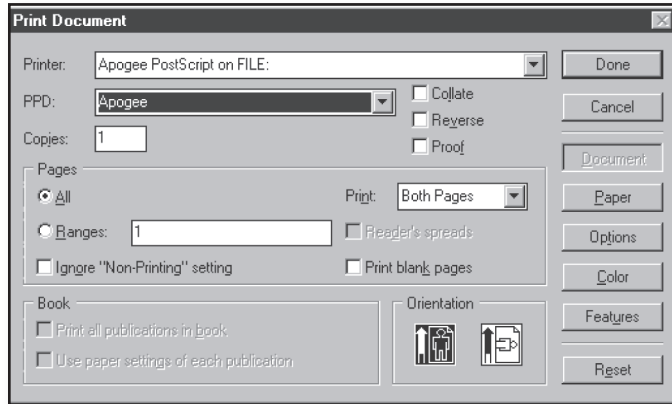 Print Document
Printer: Apogee PostScript on FILE: Done
PPD: Apogee Collate Cancel
Reverse
Copies: 1 Proof
Document
Pages
All Print: Both Pages Paper
Ranges: 1 Reader's spreads Options
Ignore "Non-Printing" setting Print blank pages Color
Book Orientation
Print all publications in book Features
Use paper settings of each publication
Reset